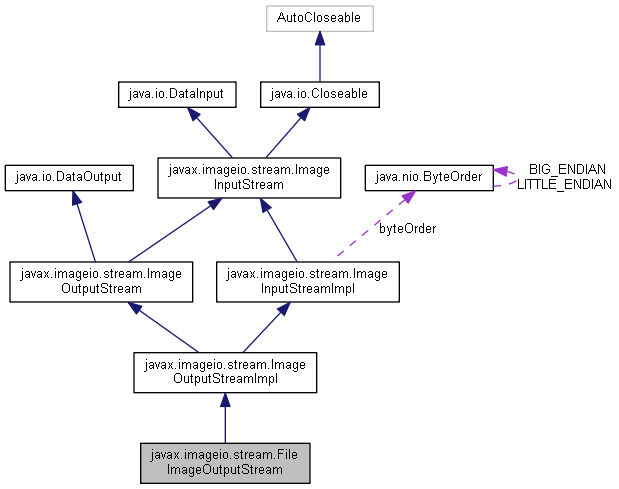 AutoCloseable
java.io.DataInput
java.io.Closeable
java.io.DataOutput
javax.imageio.stream.Image
InputStream
java.nio.ByteOrder
BIG_ENDIAN
LITTLE_ENDIAN
byteOrder
javax.imageio.stream.Image
OutputStream
javax.imageio.stream.Image
InputStreamImpl
javax.imageio.stream.Image
OutputStreamImpl
javax.imageio.stream.File
ImageOutputStream